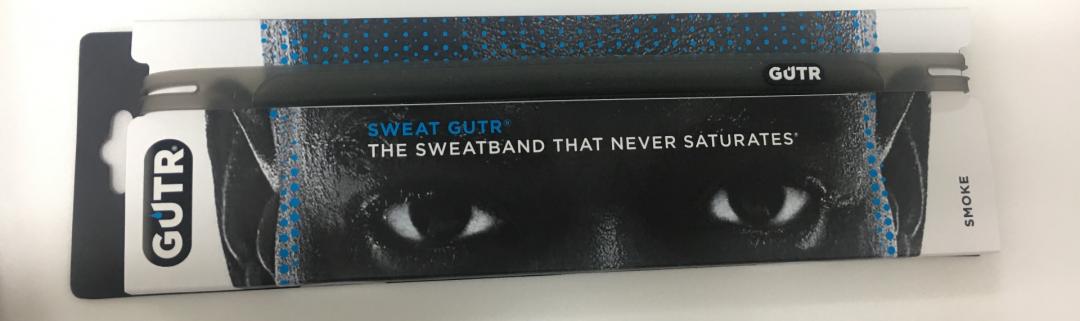 GUTR
SWEAT GUTR®
THE SWEATBAND THAT NEVER SATURATES®
GUTR®
SMOKE